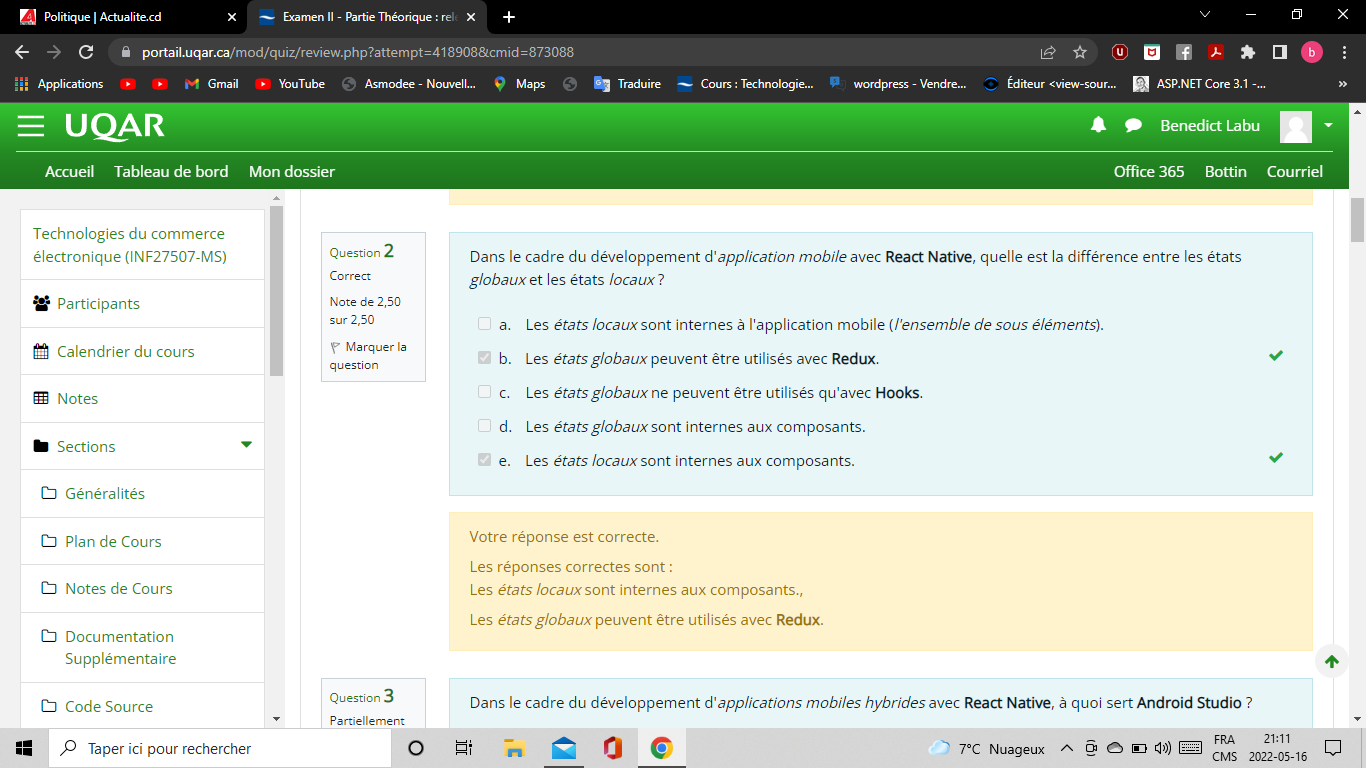 Politique | Actualite.cd
Examen II - Partie Théorique : rele
portail.uqar.ca/mod/quiz/review.php?attempt=418908&cmid=873088
b
Applications
Gmail
YouTube
Asmodee - Nouvell...
Maps
Traduire
Cours : Technologie...
wordpress - Vendre...
Éditeur <view-sour...
ASP.NET Core 3.1 -...
»
UQAR
Benedict Labu
Accueil
Tableau de bord
Mon dossier
Office 365
Bottin
Courriel
Technologies du commerce
électronique (INF27507-MS)
Participants
Calendrier du cours
Notes
Sections
Généralités
Plan de Cours
Notes de Cours
Documentation
Supplémentaire
Code Source
Question 2
Correct
Note de 2,50
sur 2,50
Marquer la
question
Dans le cadre du développement d'application mobile avec React Native, quelle est la différence entre les états
globaux et les états locaux ?
a. Les états locaux sont internes à l'application mobile (l'ensemble de sous éléments).
b. Les états globaux peuvent être utilisés avec Redux.
c. Les états globaux ne peuvent être utilisés qu'avec Hooks.
d. Les états globaux sont internes aux composants.
e. Les états locaux sont internes aux composants.
Votre réponse est correcte.
Les réponses correctes sont :
Les états locaux sont internes aux composants.,
Les états globaux peuvent être utilisés avec Redux.
Question 3
Partiellement
Dans le cadre du développement d'applications mobiles hybrides avec React Native, à quoi sert Android Studio ?
Taper ici pour rechercher
7°C Nuageux
FRA
CMS
21:11
2022-05-16